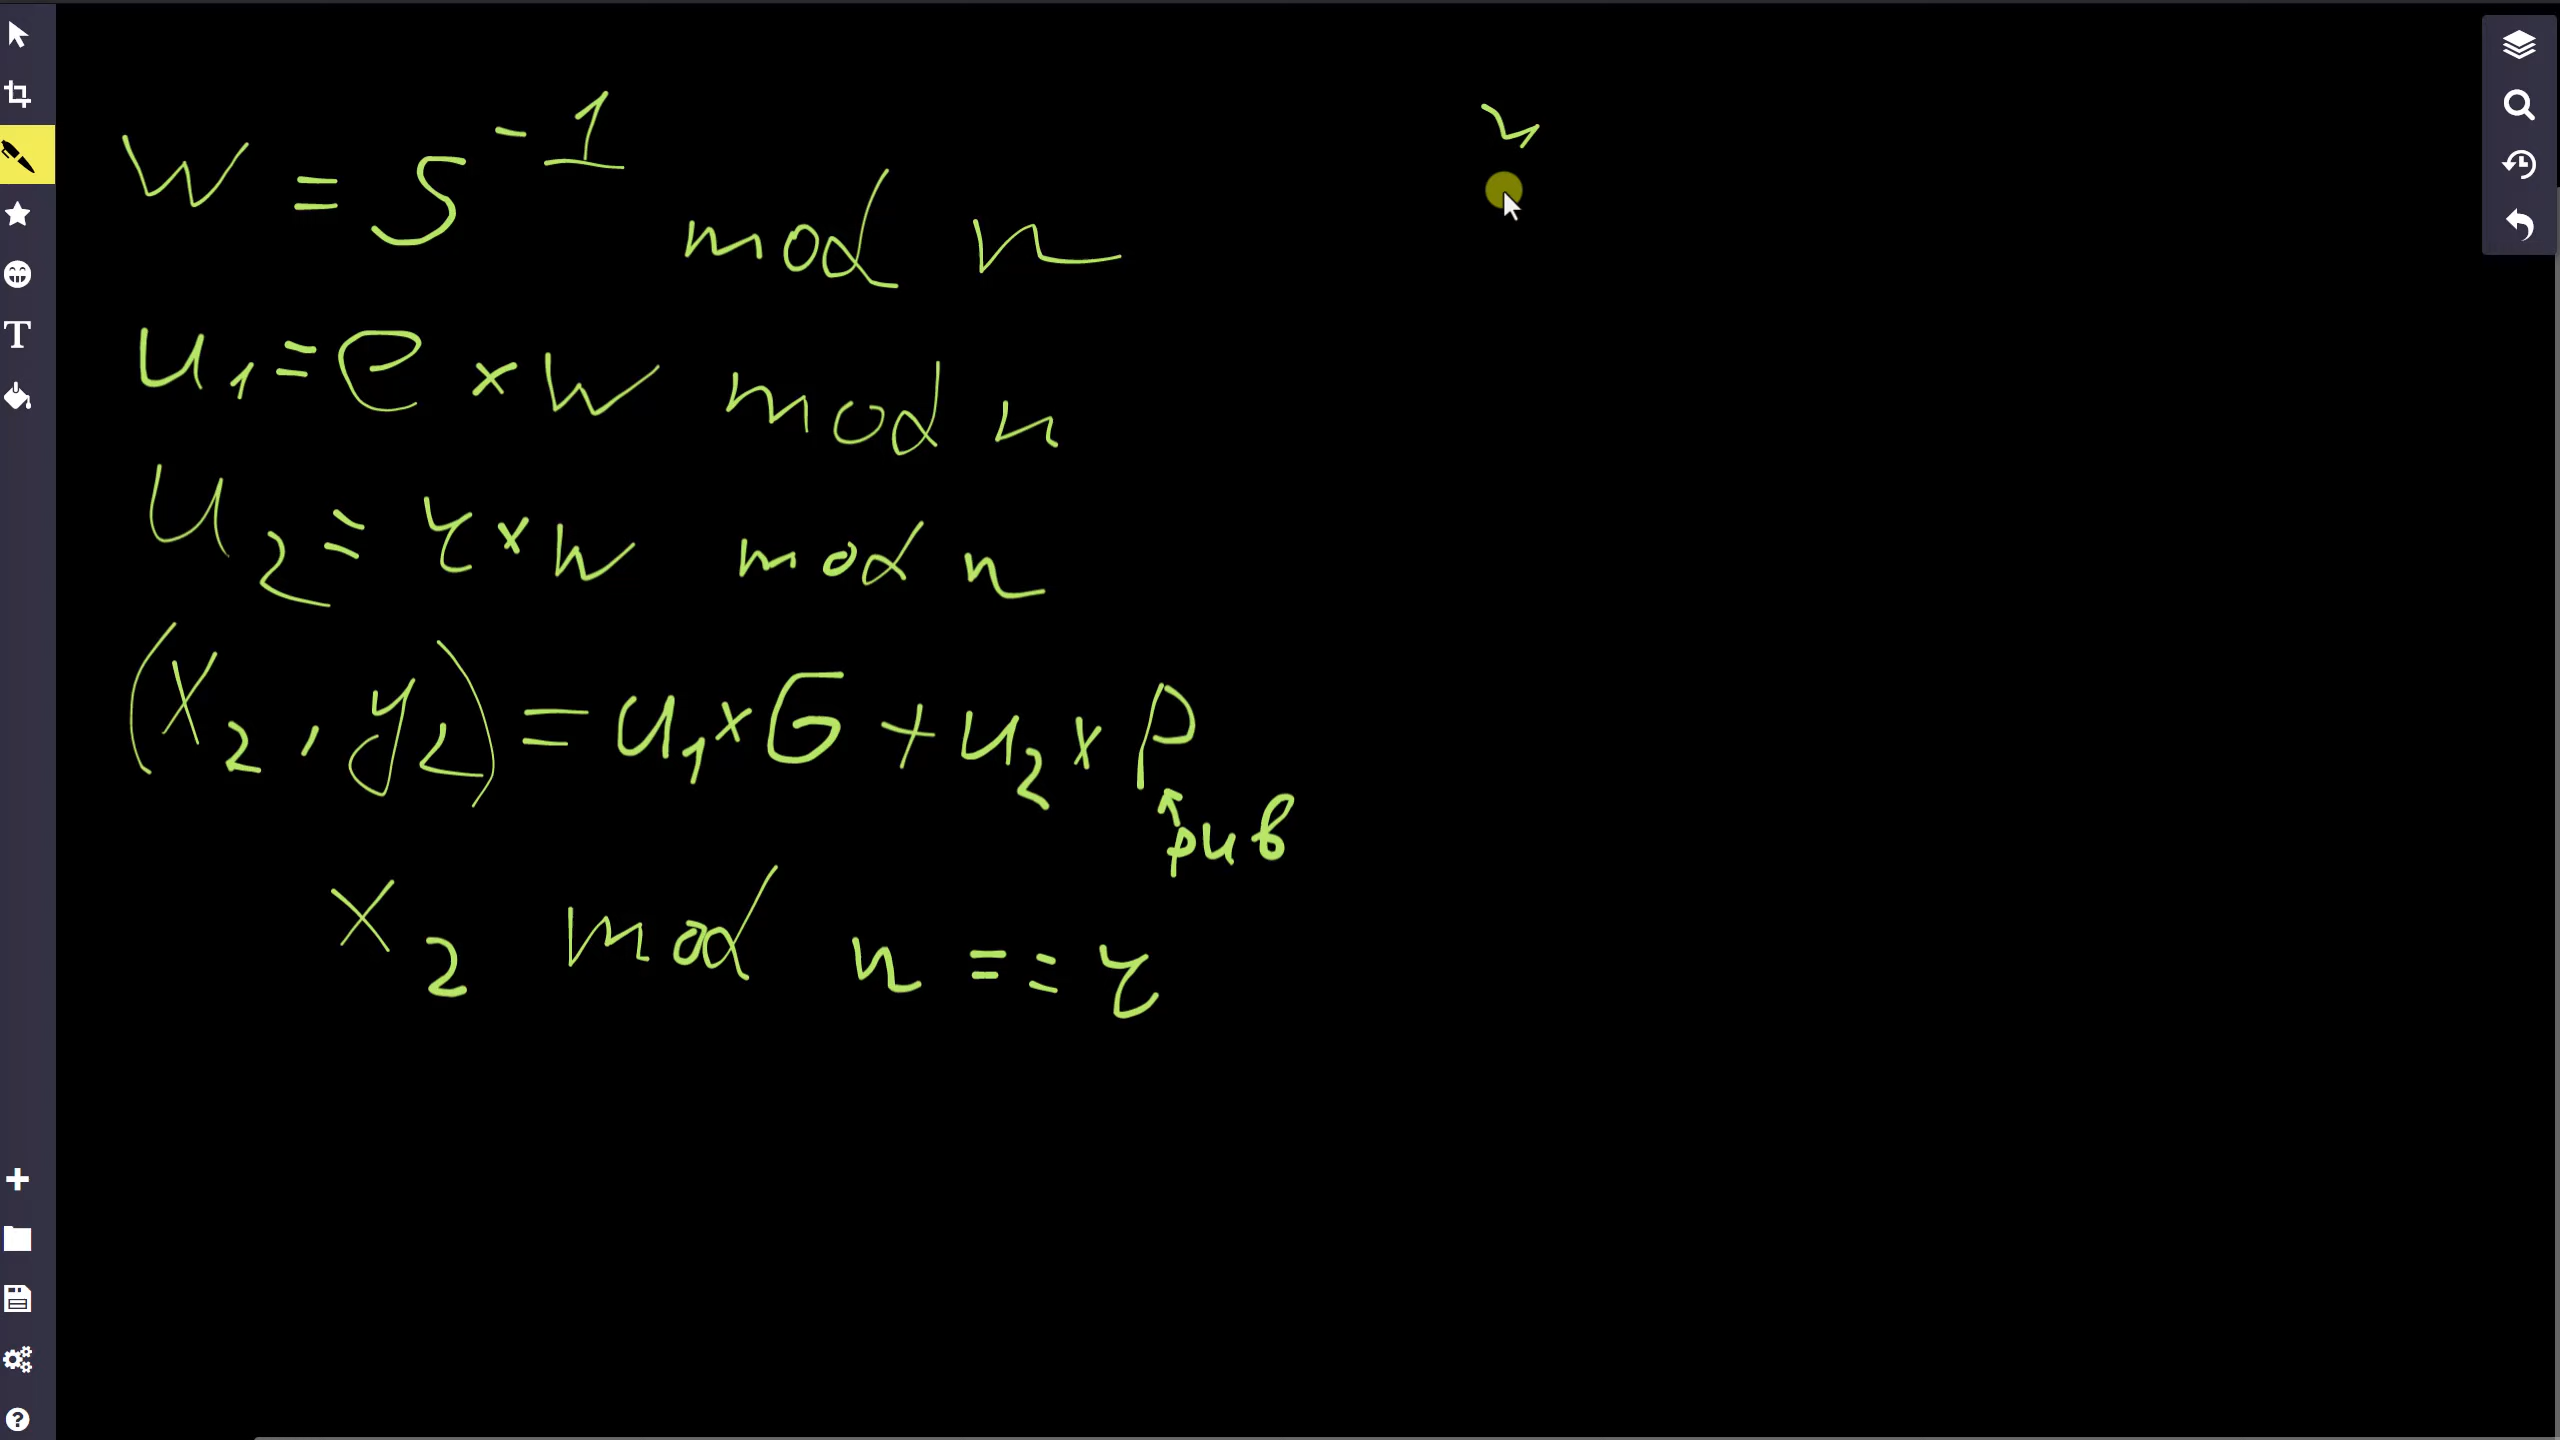 w = s⁻¹ mod n
u₁ = e × w mod n
u₂ = r × w mod n
(x₂, y₂) = u₁ × G + u₂ × P
pub
x₂ mod n == r